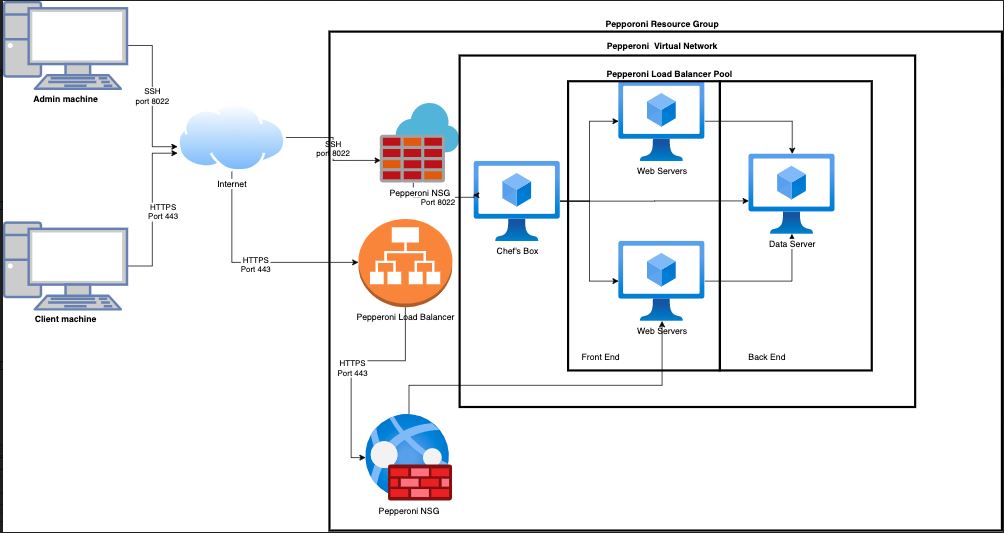 Pepporoni Resource Group
Pepperoni Virtual Network
Pepperoni Load Balancer Pool
Admin machine
SSH
port 8022
Internet
HTTPS
Port 443
Client machine
SSH
port 8022
HTTPS
Port 443
Pepperoni NSG
Port 8022
Pepperoni Load Balancer
HTTPS
Port 443
Pepperoni NSG
Chef's Box
Web Servers
Web Servers
Front End
Data Server
Back End